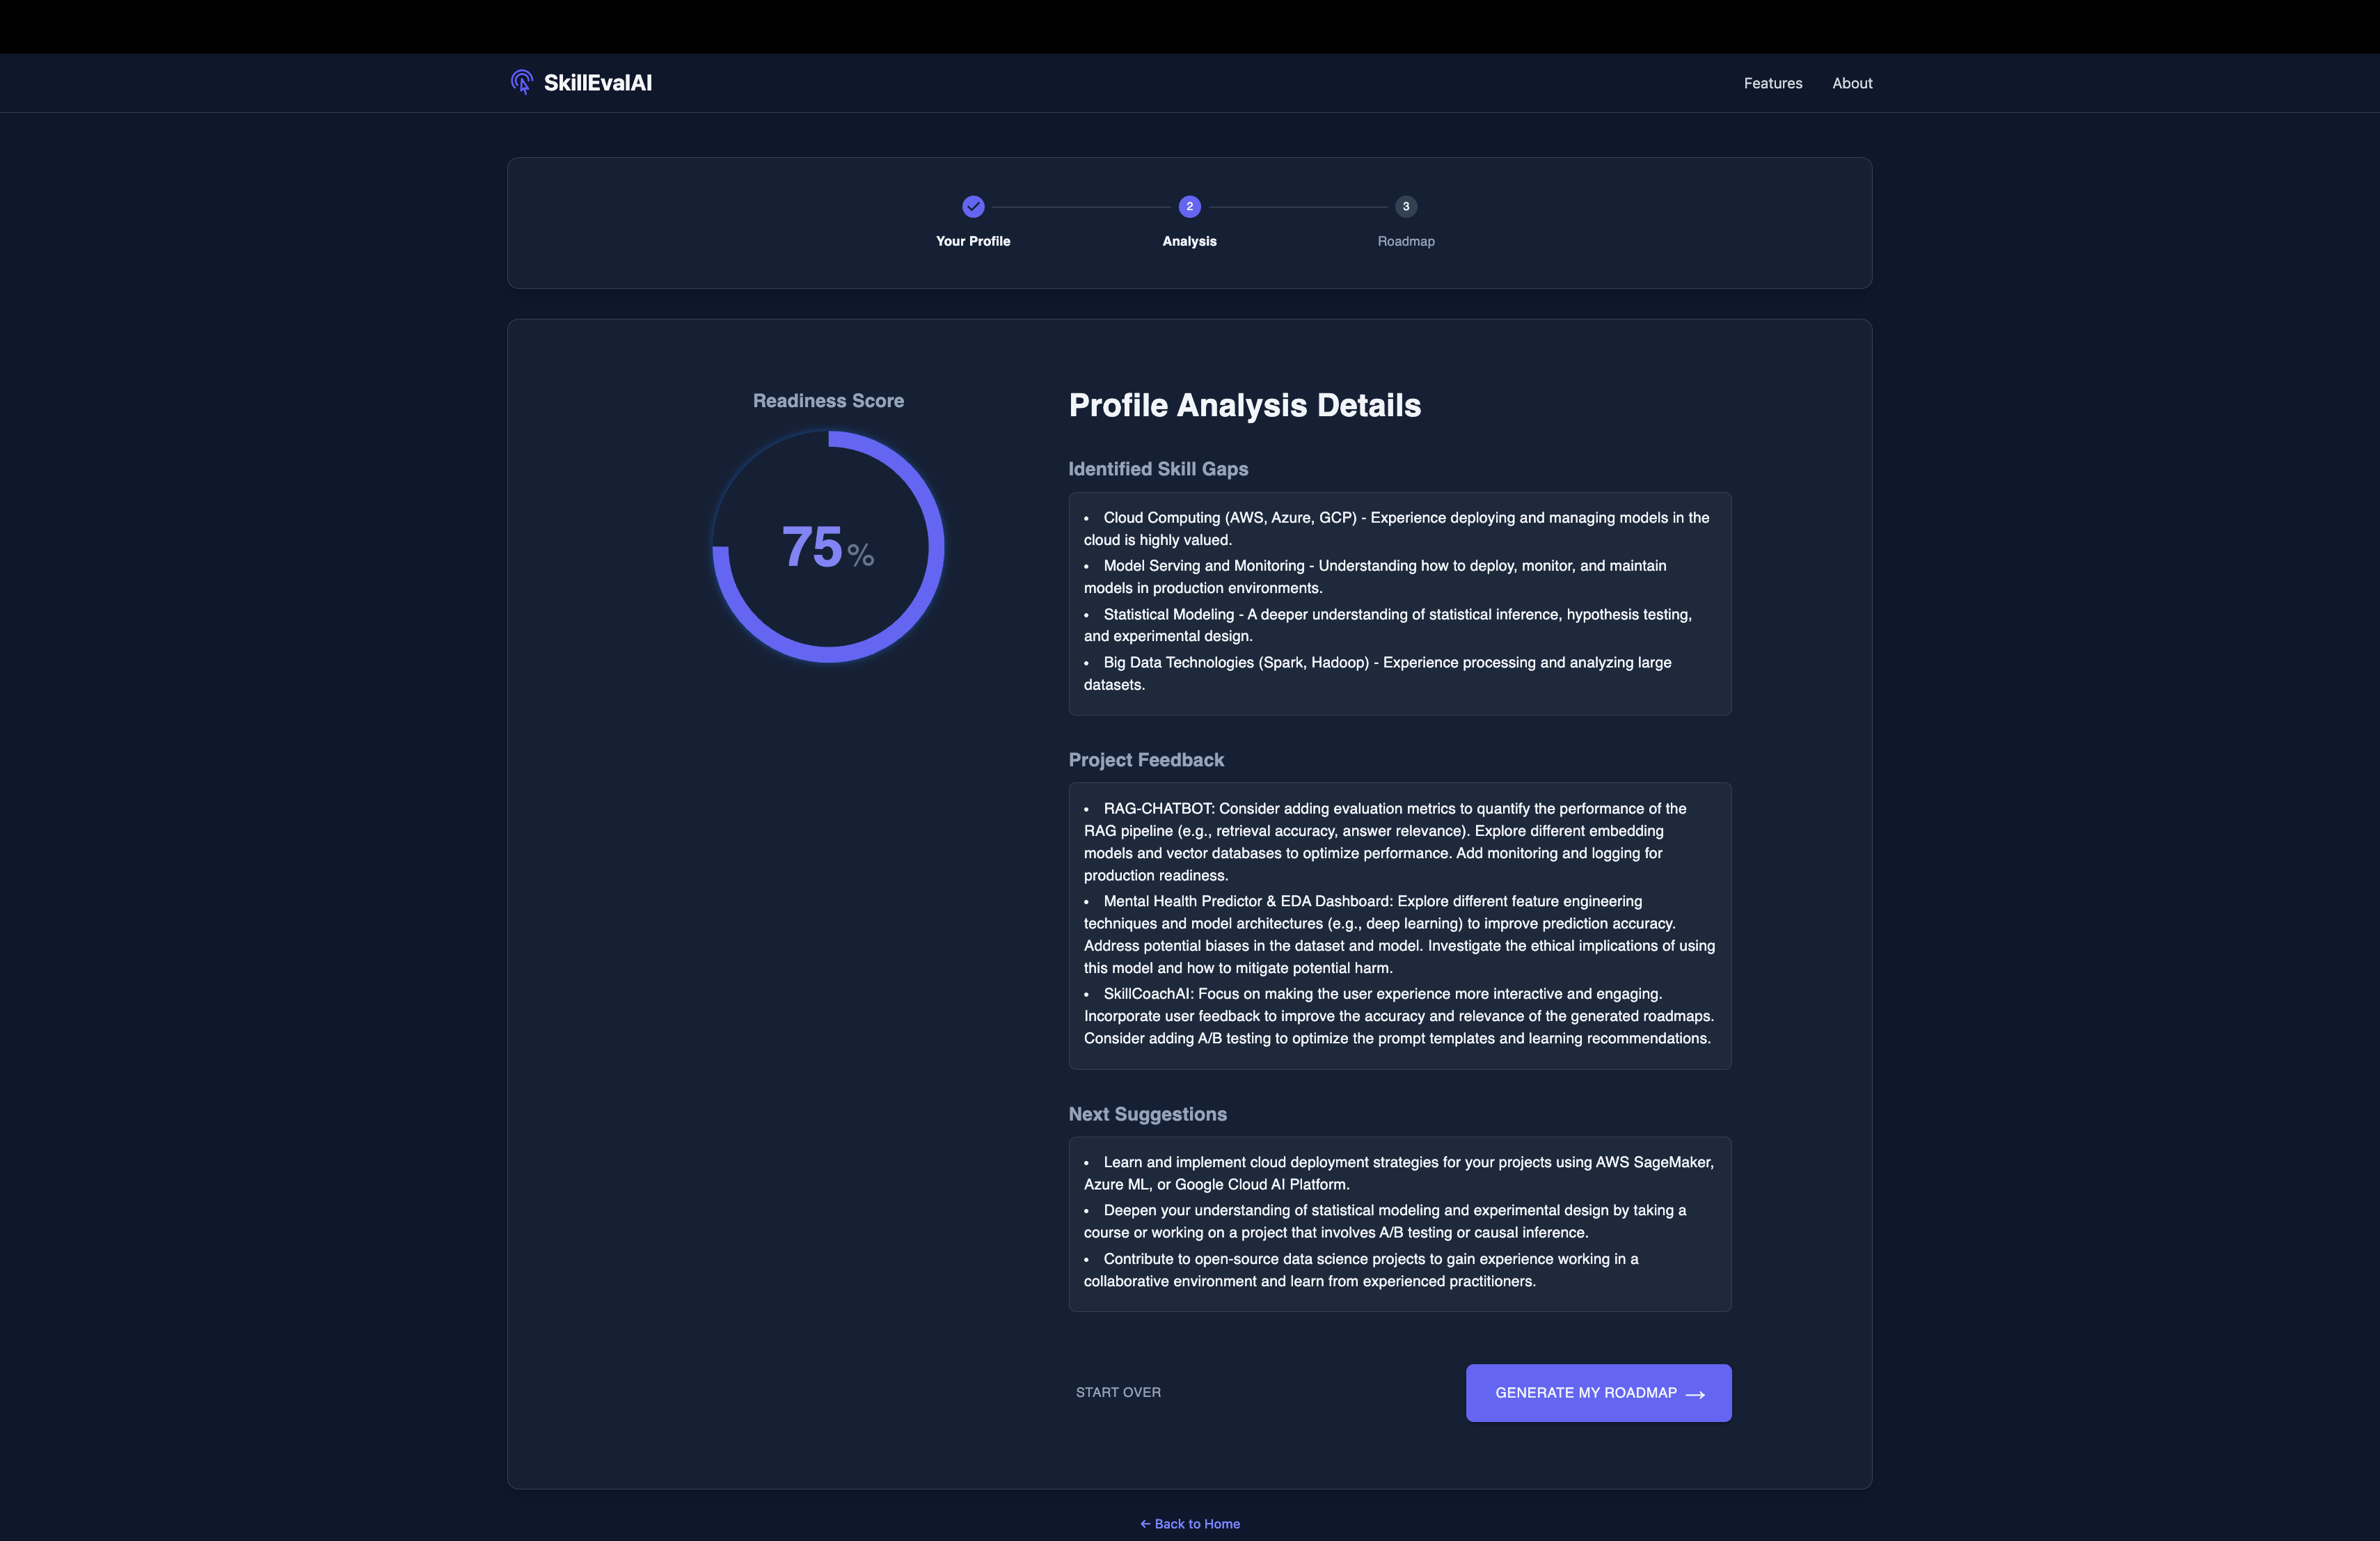 SkillEvalAI
Features
About
2
3
Your Profile
Analysis
Roadmap
Readiness Score
75%
Profile Analysis Details
Identified Skill Gaps
• Cloud Computing (AWS, Azure, GCP) - Experience deploying and managing models in the
cloud is highly valued.
• Model Serving and Monitoring - Understanding how to deploy, monitor, and maintain
models in production environments.
• Statistical Modeling - A deeper understanding of statistical inference, hypothesis testing,
and experimental design.
• Big Data Technologies (Spark, Hadoop) - Experience processing and analyzing large
datasets.
Project Feedback
• RAG-CHATBOT: Consider adding evaluation metrics to quantify the performance of the
RAG pipeline (e.g., retrieval accuracy, answer relevance). Explore different embedding
models and vector databases to optimize performance. Add monitoring and logging for
production readiness.
• Mental Health Predictor & EDA Dashboard: Explore different feature engineering
techniques and model architectures (e.g., deep learning) to improve prediction accuracy.
Address potential biases in the dataset and model. Investigate the ethical implications of using
this model and how to mitigate potential harm.
• SkillCoachAI: Focus on making the user experience more interactive and engaging.
Incorporate user feedback to improve the accuracy and relevance of the generated roadmaps.
Consider adding A/B testing to optimize the prompt templates and learning recommendations.
Next Suggestions
• Learn and implement cloud deployment strategies for your projects using AWS SageMaker,
Azure ML, or Google Cloud AI Platform.
• Deepen your understanding of statistical modeling and experimental design by taking a
course or working on a project that involves A/B testing or causal inference.
• Contribute to open-source data science projects to gain experience working in a
collaborative environment and learn from experienced practitioners.
START OVER
GENERATE MY ROADMAP →
← Back to Home